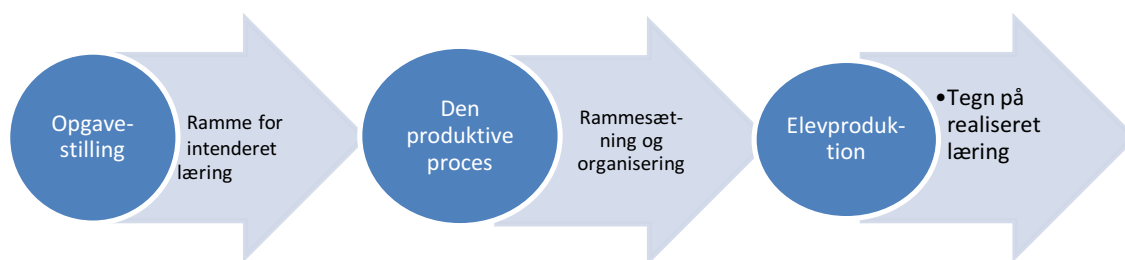 Opgave-
stilling
Ramme for
intenderet
læring
Den
produktive
proces
Rammesæt-
ning og
organisering
Elevproduk-
tion
•Tegn på
realiseret
læring